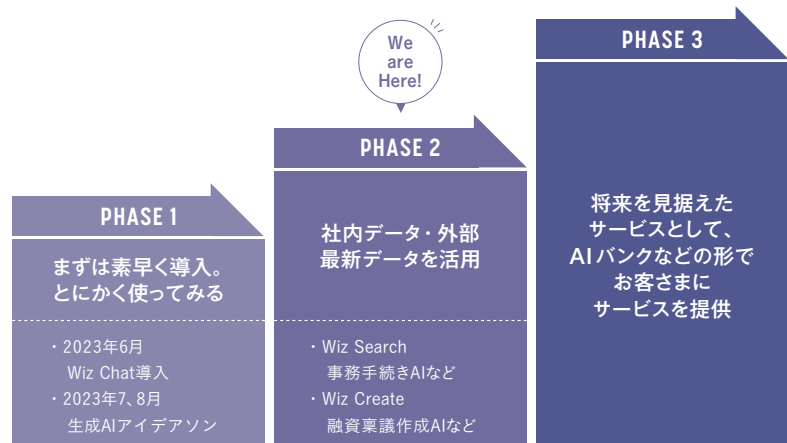 PHASE 1
まずは素早く導入。
とにかく使ってみる
・2023年6月
Wiz Chat導入
・2023年7、8月
生成AIアイデアソン
We
are
Here!
PHASE 2
社内データ・外部
最新データを活用
・Wiz Search
事務手続きAIなど
・Wiz Create
融資稟議作成AIなど
PHASE 3
将来を見据えた
サービスとして、
AIバンクなどの形で
お客さまに
サービスを提供